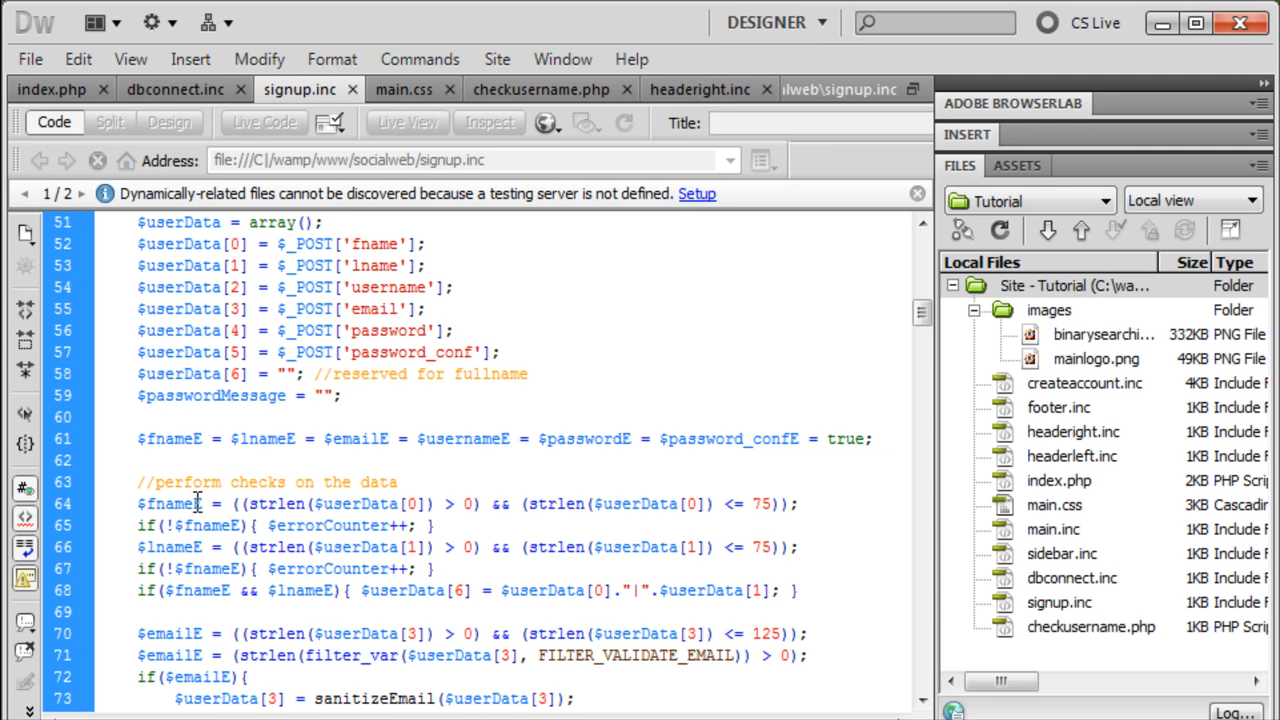 Dw DESIGNER CS Live
File Edit View Insert Modify Format Commands Site Window Help
index.php dbconnect.inc signup.inc main.css checkusername.php headerright.inc lweb\signup.inc
Code Split Design Live Code Live View Inspect Title:
Address: file:///C|/wamp/www/socialweb/signup.inc
1 / 2 Dynamically-related files cannot be discovered because a testing server is not defined. Setup
51 $userData = array();
52 $userData[0] = $_POST['fname'];
53 $userData[1] = $_POST['lname'];
54 $userData[2] = $_POST['username'];
55 $userData[3] = $_POST['email'];
56 $userData[4] = $_POST['password'];
57 $userData[5] = $_POST['password_conf'];
58 $userData[6] = ""; //reserved for fullname
59 $passwordMessage = "";
60
61 $fnameE = $lnameE = $emailE = $usernameE = $passwordE = $password_confE = true;
62
63 //perform checks on the data
64 $fnameE = ((strlen($userData[0]) > 0) && (strlen($userData[0]) <= 75));
65 if(!$fnameE){ $errorCounter++; }
66 $lnameE = ((strlen($userData[1]) > 0) && (strlen($userData[1]) <= 75));
67 if(!$fnameE){ $errorCounter++; }
68 if($fnameE && $lnameE){ $userData[6] = $userData[0]."|".$userData[1]; }
69
70 $emailE = ((strlen($userData[3]) > 0) && (strlen($userData[3]) <= 125));
71 $emailE = (strlen(filter_var($userData[3], FILTER_VALIDATE_EMAIL)) > 0);
72 if($emailE){
73 $userData[3] = sanitizeEmail($userData[3]);
ADOBE BROWSERLAB
INSERT
FILES ASSETS
Tutorial Local view
Local Files Size Type
Site - Tutorial (C:\wa... Folder
images Folder
binarysearchi... 332KB PNG File
mainlogo.png 49KB PNG File
createaccount.inc 4KB Include F
footer.inc 1KB Include F
headerright.inc 1KB Include F
headerleft.inc 1KB Include F
index.php 2KB PHP Scri
main.css 3KB Cascadin
main.inc 1KB Include F
sidebar.inc 1KB Include F
dbconnect.inc 1KB Include F
signup.inc 1KB Include F
checkusername.php 1KB PHP Scri
Log...